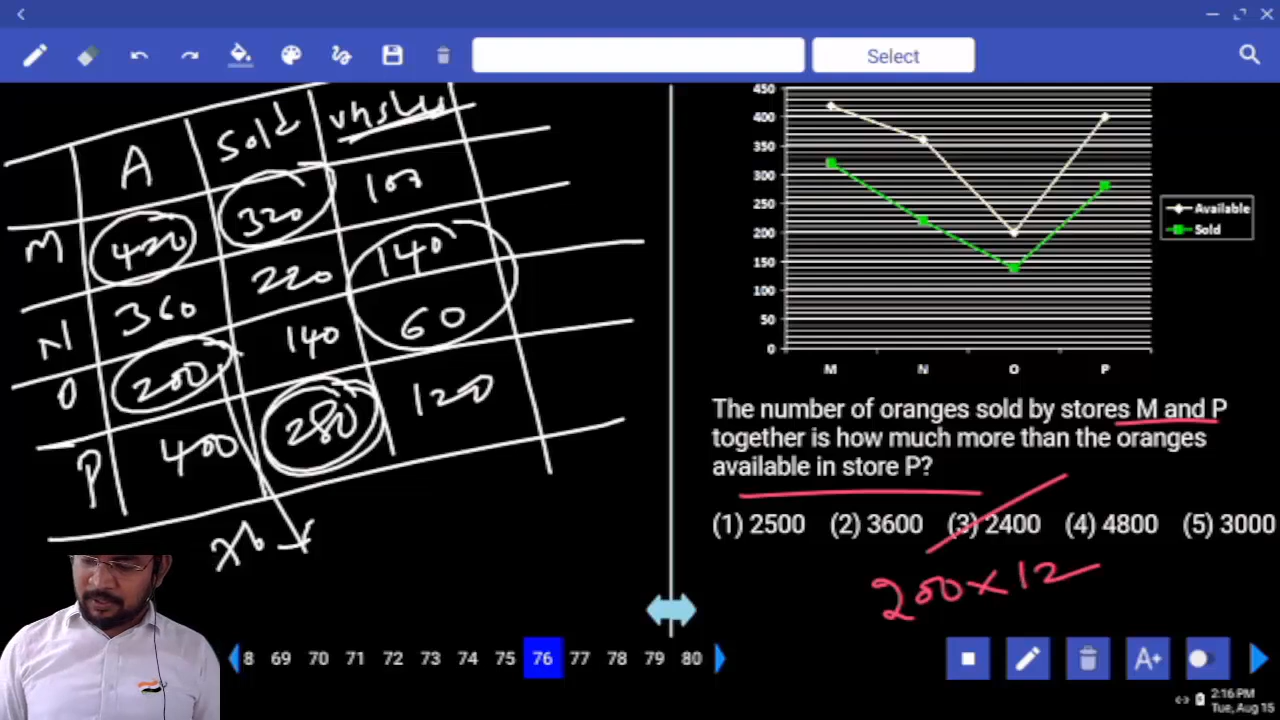 Select
A Sold unsold
M 420 320 100
N 360 220 140
O 200 140 60
P 400 280 120
450
400
350
300
250
200
150
100
50
0
M N O P
Available
Sold
The number of oranges sold by stores M and P
together is how much more than the oranges
available in store P?
(1) 2500 (2) 3600 (3) 2400 (4) 4800 (5) 3000
200 x 12
8 69 70 71 72 73 74 75 76 77 78 79 80
A+
2:16 PM
Tue, Aug 15